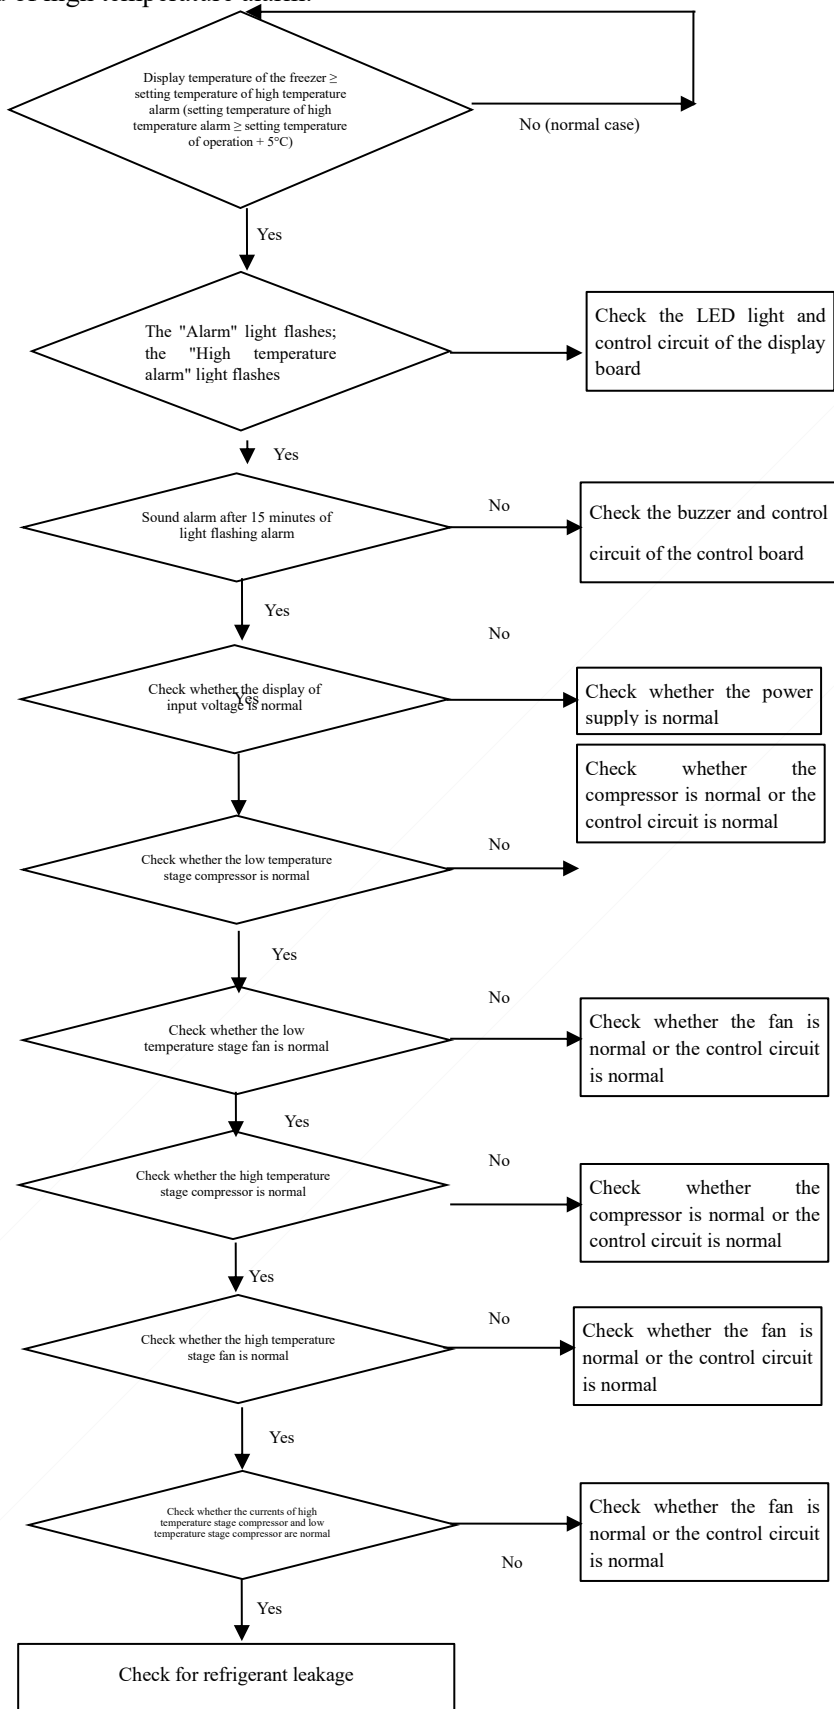 of high temperature alarm.
Display temperature of the freezer ≥
setting temperature of high temperature
alarm (setting temperature of high
temperature alarm ≥ setting temperature
of operation + 5°C)
No (normal case)
Yes
The "Alarm" light flashes;
the "High temperature
alarm" light flashes
Check the LED light and
control circuit of the display
board
Yes
Sound alarm after 15 minutes of
light flashing alarm
No
Check the buzzer and control
circuit of the control board
Yes
No
Check whether the display of
input voltage is normal
Yes
Check whether the power
supply is normal
Check whether the
compressor is normal or the
control circuit is normal
Check whether the low temperature
stage compressor is normal
No
Yes
Check whether the low
temperature stage fan is normal
No
Check whether the fan is
normal or the control circuit
is normal
Yes
Check whether the high temperature
stage compressor is normal
No
Check whether the
compressor is normal or the
control circuit is normal
Yes
Check whether the high temperature
stage fan is normal
No
Check whether the fan is
normal or the control circuit
is normal
Yes
Check whether the currents of high
temperature stage compressor and low
temperature stage compressor are normal
No
Check whether the fan is
normal or the control circuit
is normal
Yes
Check for refrigerant leakage